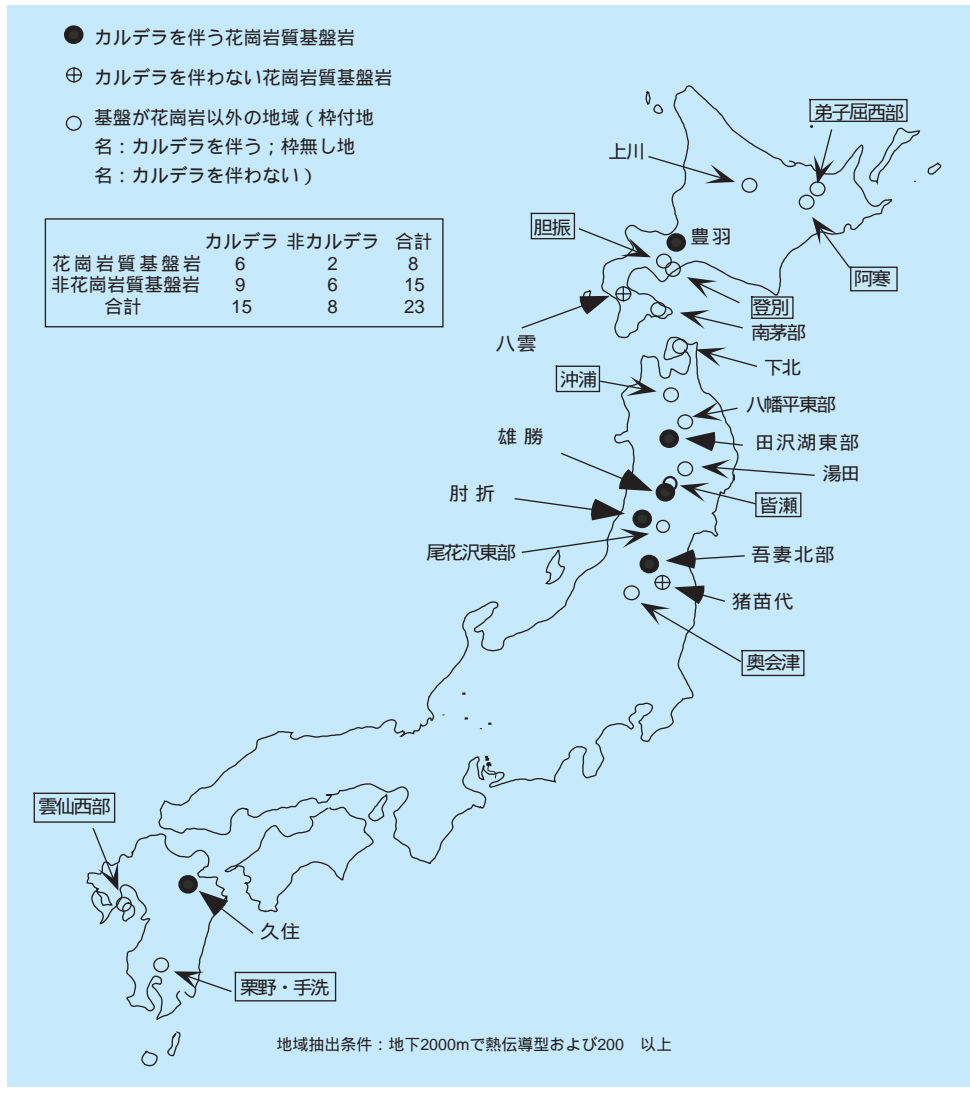 カルデラを伴う花崗岩質基盤岩
カルデラを伴わない花崗岩質基盤岩
基盤が花崗岩以外の地域（枠付地
名：カルデラを伴う；枠無し地
名：カルデラを伴わない）
カルデラ 非カルデラ 合計
花崗岩質基盤岩 6 2 8
非花崗岩質基盤岩 9 6 15
合計 15 8 23
弟子屈西部
上川
胆振
豊羽
阿寒
登別
南茅部
八雲
下北
沖浦
八幡平東部
雄勝
田沢湖東部
湯田
肘折
皆瀬
尾花沢東部
吾妻北部
猪苗代
奥会津
雲仙西部
久住
栗野・手洗
地域抽出条件：地下2000mで熱伝導型および200　以上